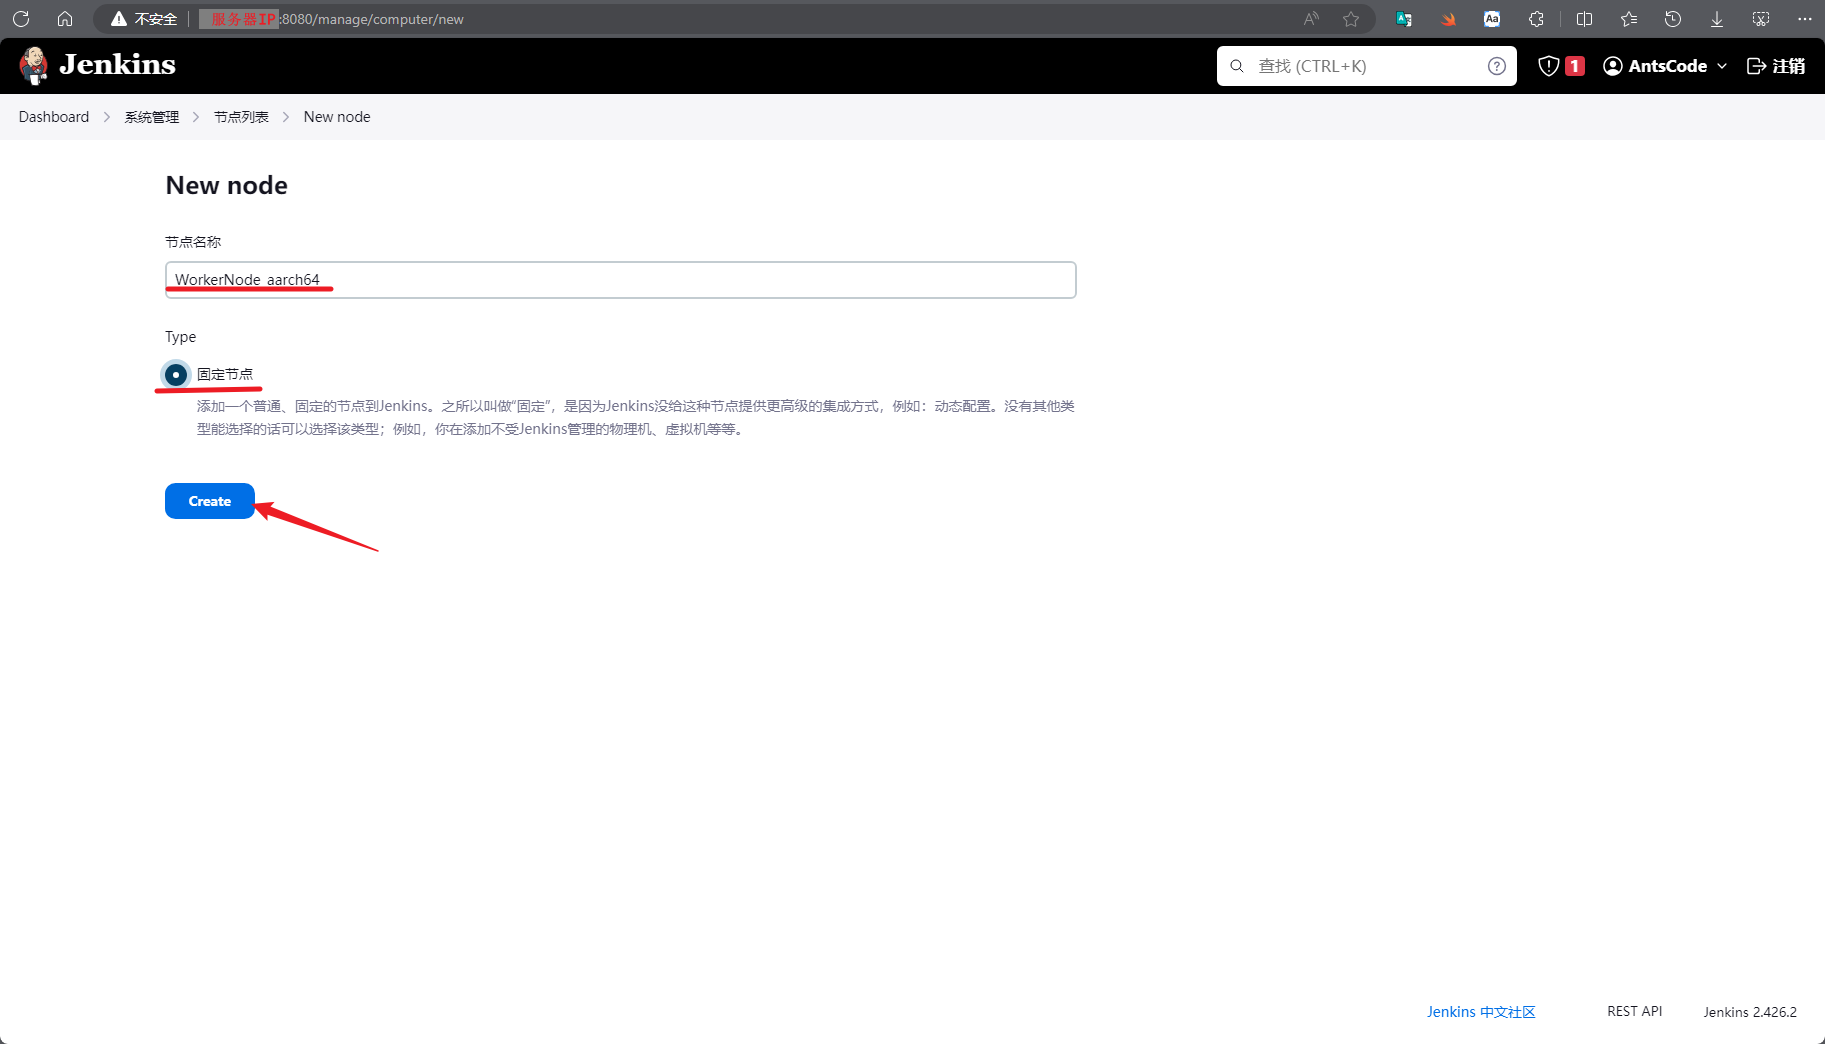 不安全 服务器IP:8080/manage/computer/new
Jenkins 查找 (CTRL+K) 1 AntsCode 注销
Dashboard 系统管理 节点列表 New node
New node
节点名称
WorkerNode_aarch64
Type
固定节点
添加一个普通、固定的节点到Jenkins。之所以叫做“固定”，是因为Jenkins没给这种节点提供更高级的集成方式，例如：动态配置。没有其他类
型能选择的话可以选择该类型；例如，你在添加不受Jenkins管理的物理机、虚拟机等等。
Create
Jenkins 中文社区 REST API Jenkins 2.426.2